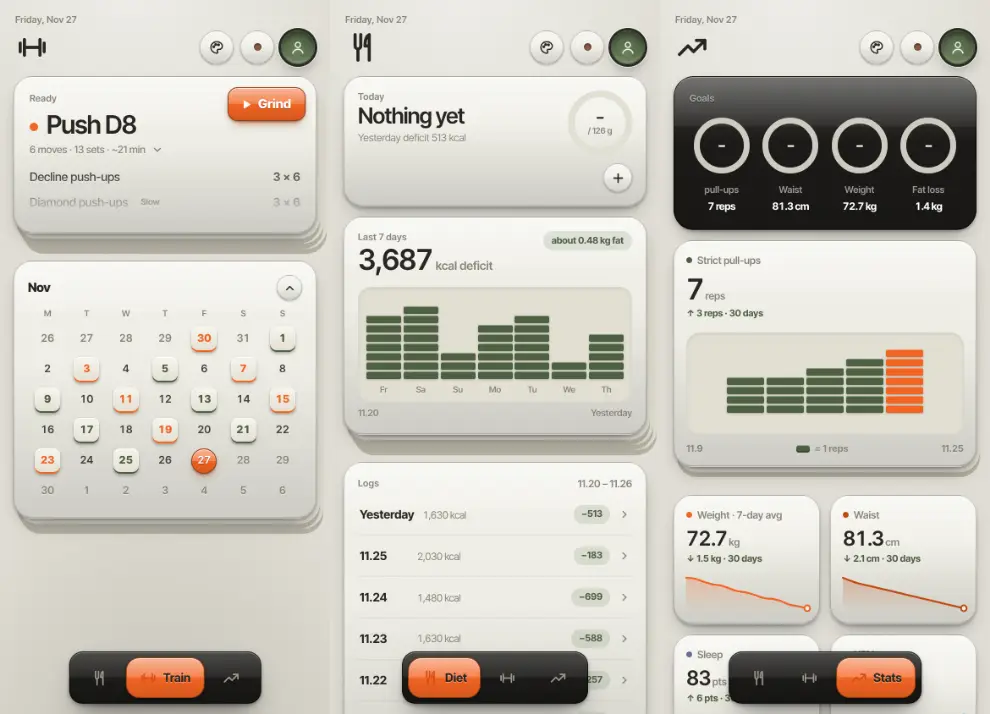 Friday, Nov 27
Ready
Grind
Push D8
6 moves · 13 sets · ~21 min
Decline push-ups 3 × 6
Diamond push-ups Slow 3 × 6
Nov
M T W T F S S
26 27 28 29 30 31 1
2 3 4 5 6 7 8
9 10 11 12 13 14 15
16 17 18 19 20 21 22
23 24 25 26 27 28 29
30 1 2 3 4 5 6
Train
Friday, Nov 27
Today
Nothing yet
Yesterday deficit 513 kcal
-
/ 126 g
+
Last 7 days
about 0.48 kg fat
3,687 kcal deficit
Fr Sa Su Mo Tu We Th
11.20 Yesterday
Logs 11.20 – 11.26
Yesterday 1,630 kcal −513
11.25 2,030 kcal −183
11.24 1,480 kcal −699
11.23 1,630 kcal −588
11.22 257
Diet
Friday, Nov 27
Goals
- - - -
pull-ups Waist Weight Fat loss
7 reps 81.3 cm 72.7 kg 1.4 kg
Strict pull-ups
7 reps
↑ 3 reps · 30 days
11.9 = 1 reps 11.25
Weight · 7-day avg
72.7 kg
↓ 1.5 kg · 30 days
Waist
81.3 cm
↓ 2.1 cm · 30 days
Sleep
83 pts
↑ 6 pts · 3
Stats